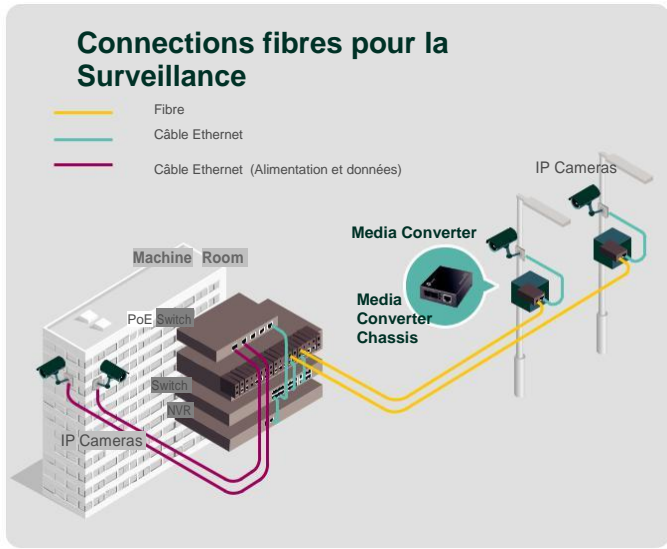 Connections fibres pour la
Surveillance
Fibre
Câble Ethernet
Câble Ethernet (Alimentation et données)
IP Cameras
Media Converter
Machine Room
Media
Converter
Chassis
PoE Switch
Switch
NVR
IP Cameras